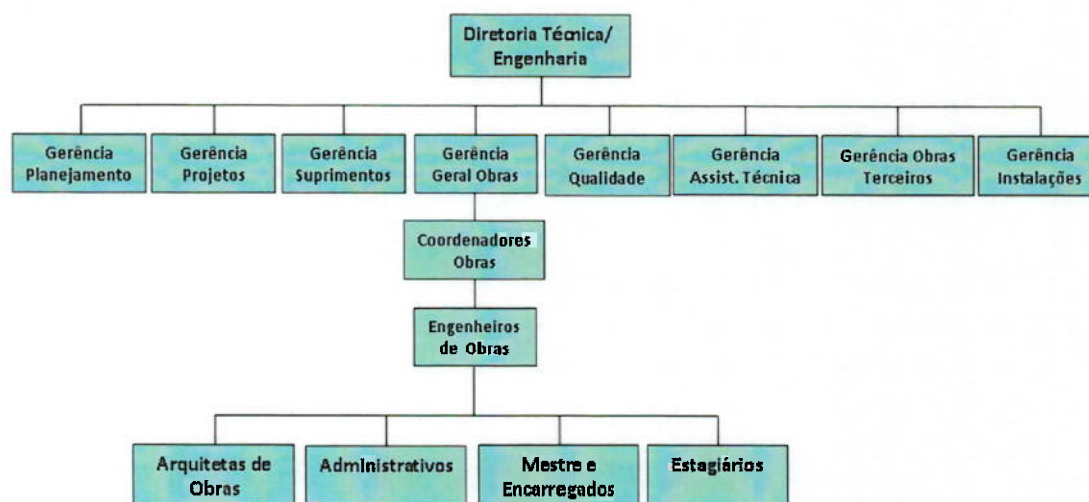 Diretoria Técnica/
Engenharia
Gerência
Planejamento
Gerência
Projetos
Gerência
Suprimentos
Gerência
Geral Obras
Gerência
Qualidade
Gerência
Assist. Técnica
Gerência Obras
Terceiros
Gerência
Instalações
Coordenadores
Obras
Engenheiros
de Obras
Arquitetas de
Obras
Administrativos
Mestre e
Encarregados
Estagiários